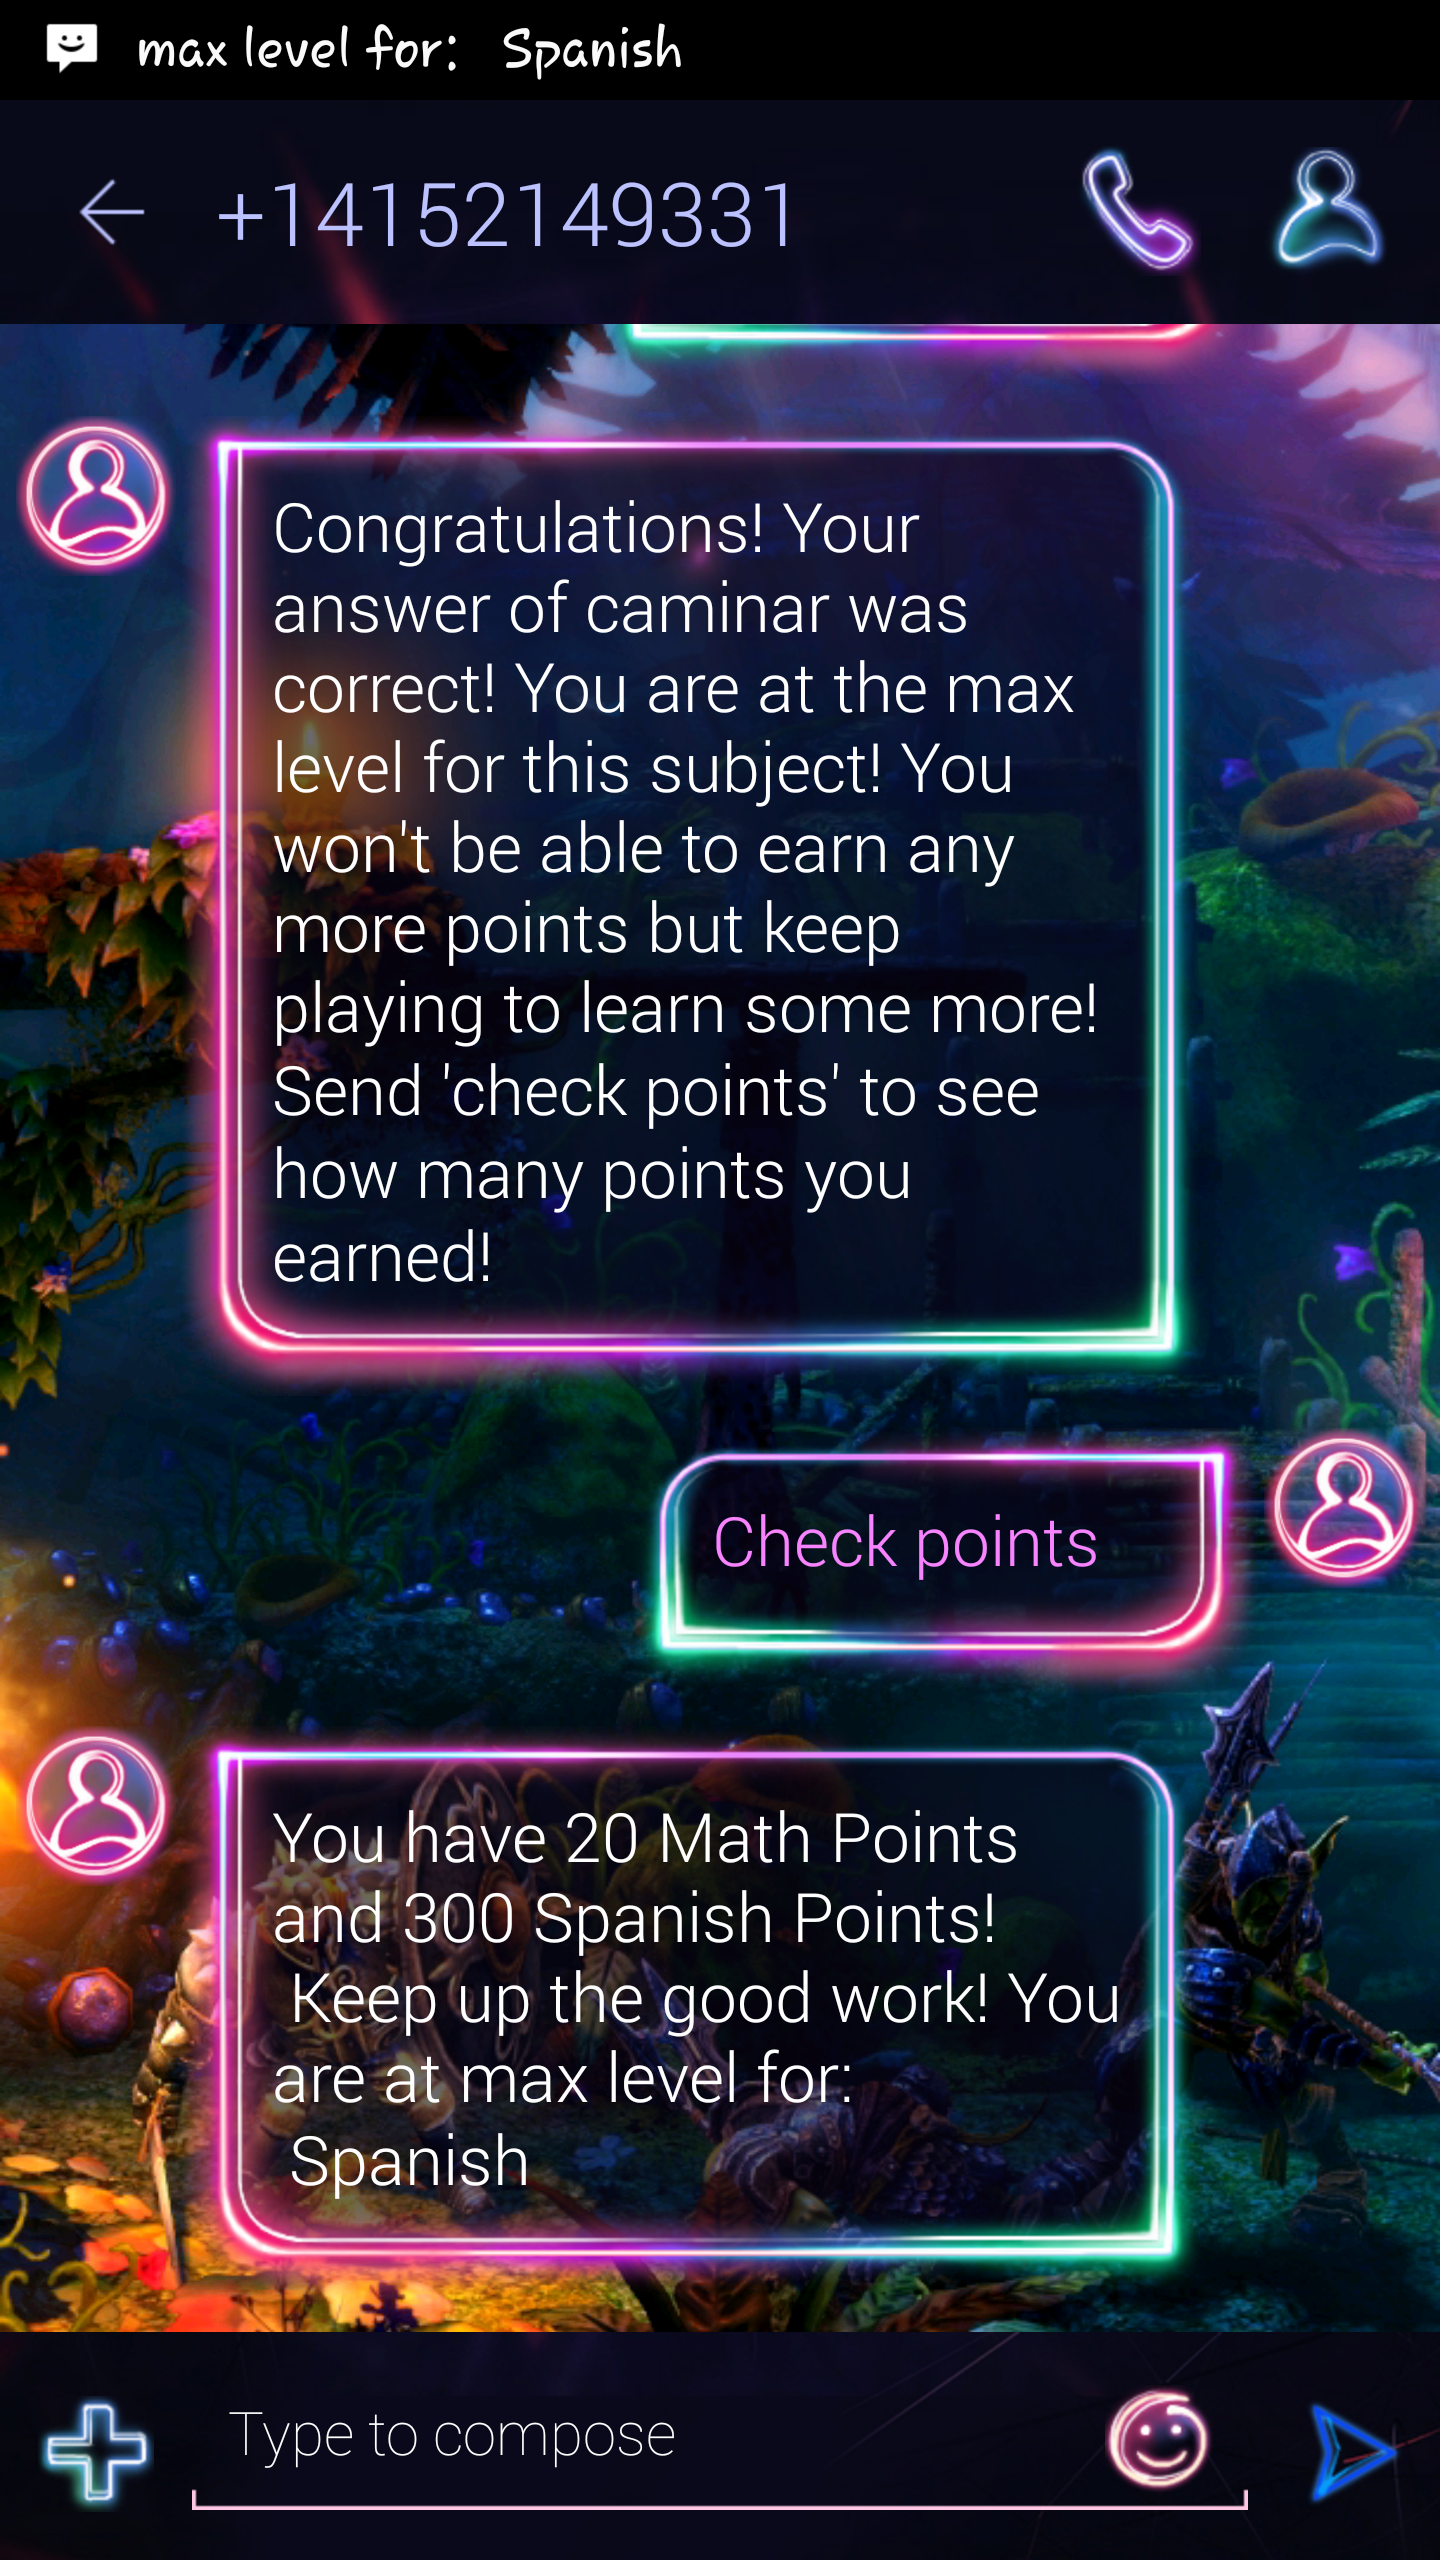 max level for: Spanish
+14152149331
Congratulations! Your
answer of caminar was
correct! You are at the max
level for this subject! You
won't be able to earn any
more points but keep
playing to learn some more!
Send 'check points' to see
how many points you
earned!
Check points
You have 20 Math Points
and 300 Spanish Points!
Keep up the good work! You
are at max level for:
Spanish
Type to compose